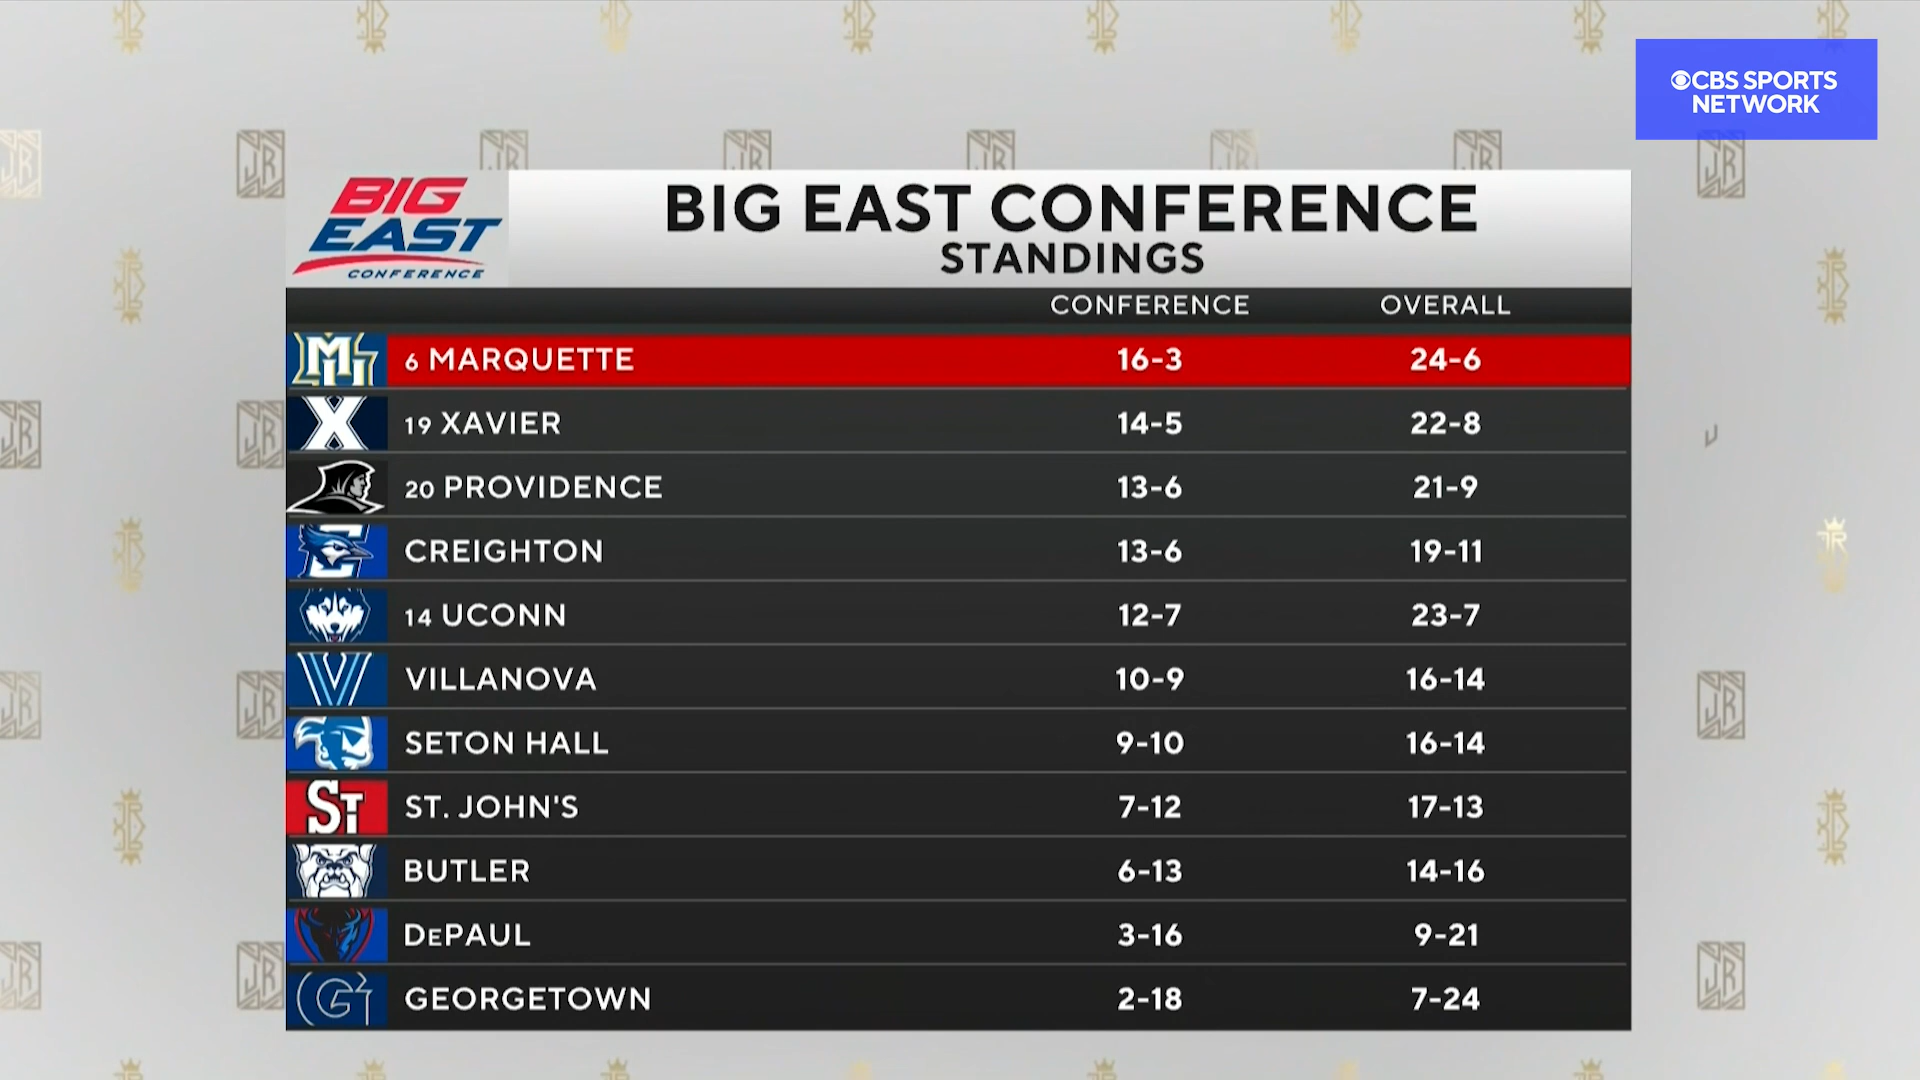 CBS SPORTS
NETWORK
BIG
EAST
CONFERENCE
BIG EAST CONFERENCE
STANDINGS
CONFERENCE OVERALL
6 MARQUETTE 16-3 24-6
19 XAVIER 14-5 22-8
20 PROVIDENCE 13-6 21-9
CREIGHTON 13-6 19-11
14 UCONN 12-7 23-7
VILLANOVA 10-9 16-14
SETON HALL 9-10 16-14
ST. JOHN'S 7-12 17-13
BUTLER 6-13 14-16
DePAUL 3-16 9-21
GEORGETOWN 2-18 7-24